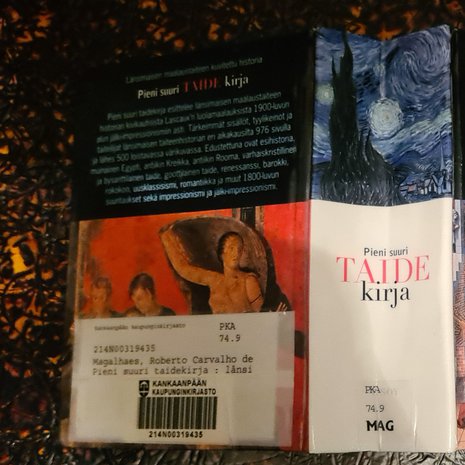 Länsimaisen maalaustaiteen kuvitettu historia
Pieni suuri TAIDE kirja
Pieni suuri taidekirja esittelee länsimaisen maalaustaiteen
historian kivikautisista Lascaux'n luolamaalauksista 1900-luvun
jälki-impressionismiin asti. Tärkeimmät sisällöt, tyylikeinot ja
taiteilijat länsimaisen taidehistorian eri aikakausilta 976 sivulla
ja lähes 500 loistavassa värikuvassa. Edustettuina ovat esihistoria,
muinainen Egypti, antiikin Kreikka, antiikin Rooma, varhaiskristillinen
ja bysanttilainen taide, goottilainen taide, renessanssi, barokki,
rokokoo, uusklassisismi, romantiikka ja muut 1800-luvun
suuntaukset sekä impressionismi ja jälki-impressionismi.
Kankaanpään kaupunginkirjasto
PKA
74.9
214N00319435
Magalhaes, Roberto Carvalho de
Pieni suuri taidekirja : länsi
KANKAANPÄÄN
KAUPUNGINKIRJASTO
214N00319435
Pieni suuri
TAIDE
kirja
PKA
74.9
MAG